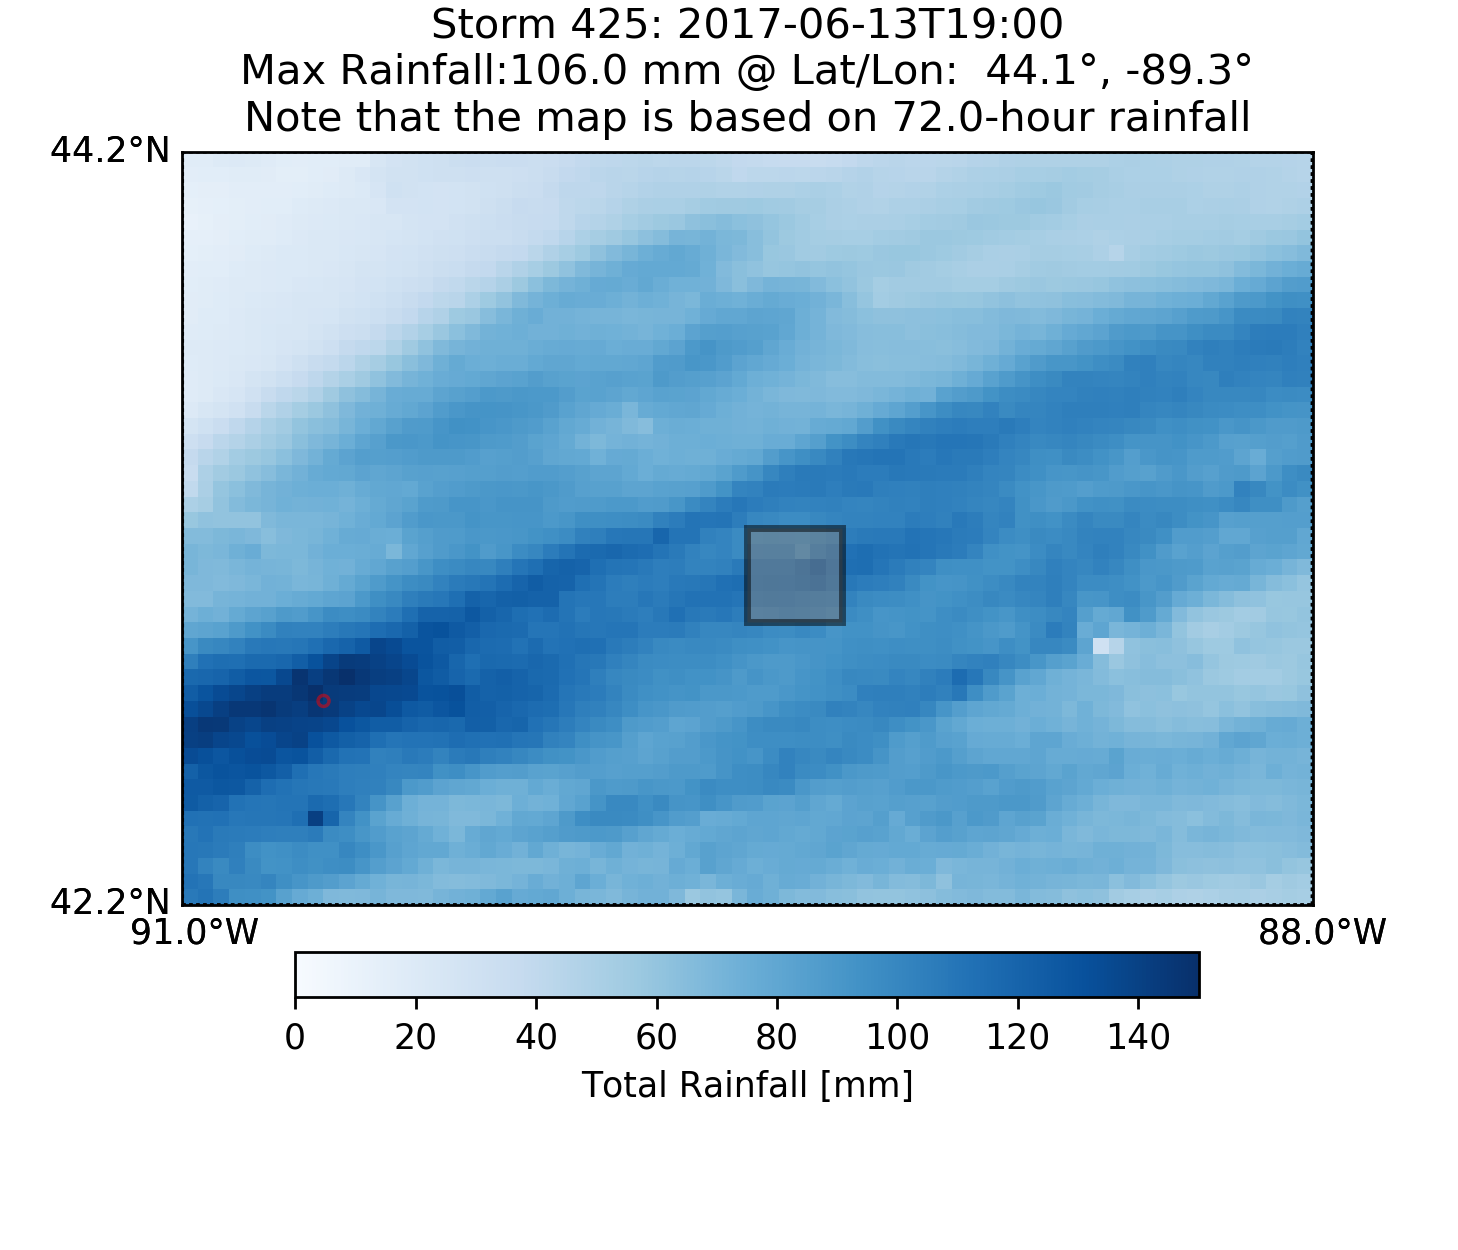 Storm 425: 2017-06-13T19:00
Max Rainfall:106.0 mm @ Lat/Lon:  44.1°, -89.3°
Note that the map is based on 72.0-hour rainfall
44.2°N
42.2°N
91.0°W 88.0°W
0 20 40 60 80 100 120 140
Total Rainfall [mm]